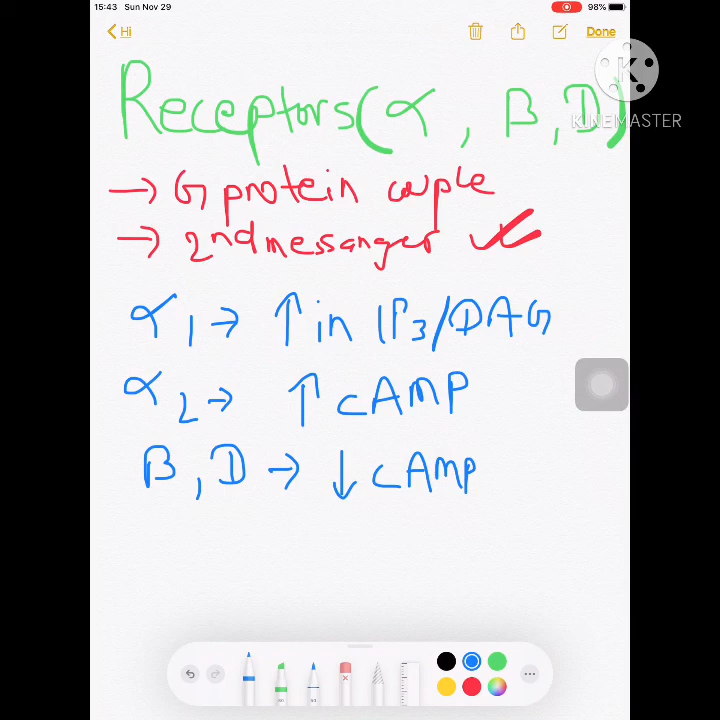 15:43 Sun Nov 29 98%
Hi Done
Receptors (α, B, D)
K
KINEMASTER
→ G protein couple
→ 2nd messanger ✓
α1 → ↑ in IP3/DAG
α2 → ↑ cAMP
B, D → ↓ cAMP